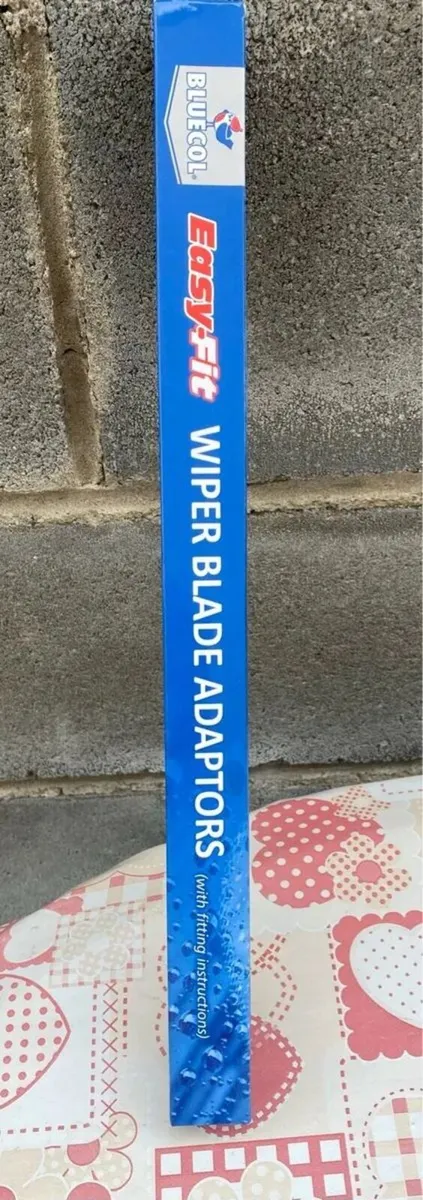 BLUECOL®
Easy-Fit
WIPER BLADE ADAPTORS
(with fitting instructions)